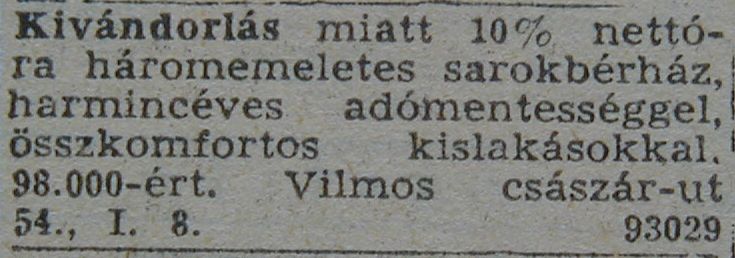 Kivándorlás miatt 10% nettó-
ra háromemeletes sarokbérház,
harmincéves adómentességgel,
összkomfortos kislakásokkal.
98.000-ért. Vilmos császár-ut
54., I. 8. 93029